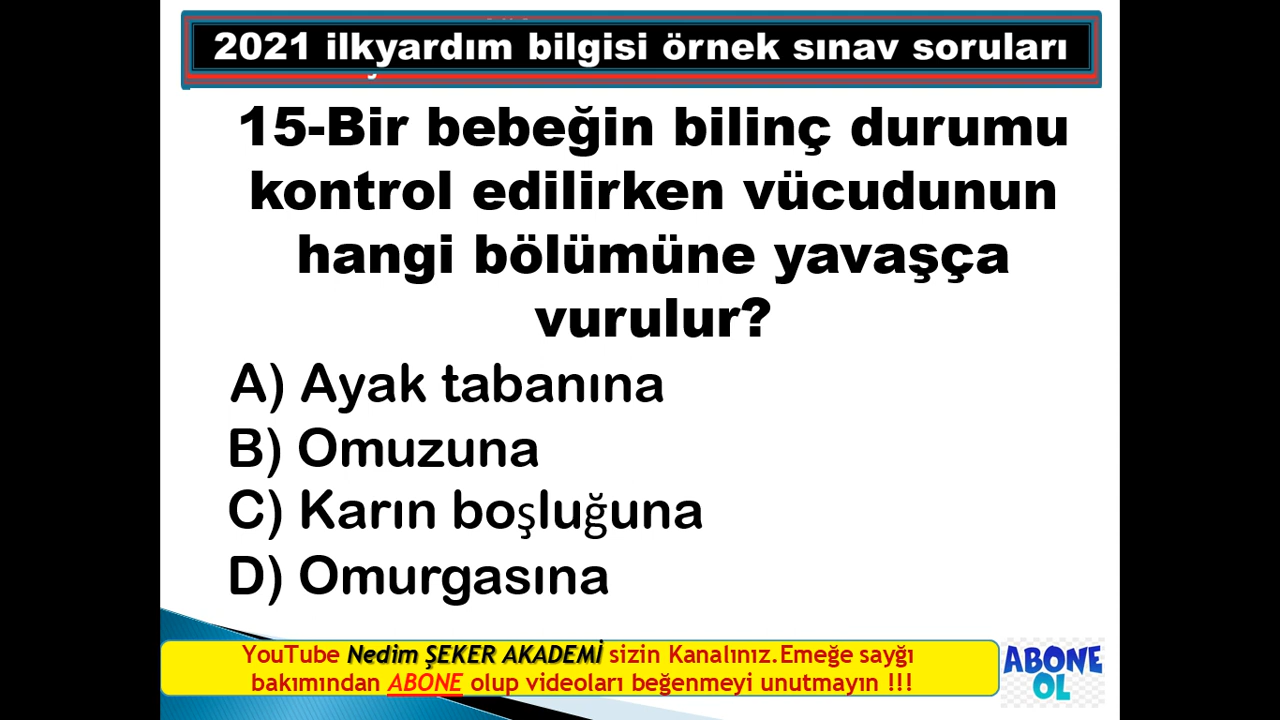 2021 ilkyardım bilgisi örnek sınav soruları
15-Bir bebeğin bilinç durumu
kontrol edilirken vücudunun
hangi bölümüne yavaşça
vurulur?
A) Ayak tabanına
B) Omuzuna
C) Karın boşluğuna
D) Omurgasına
YouTube Nedim ŞEKER AKADEMİ sizin Kanalınız.Emeğe sayğı
bakımından ABONE olup videoları beğenmeyi unutmayın !!!
ABONE
OL